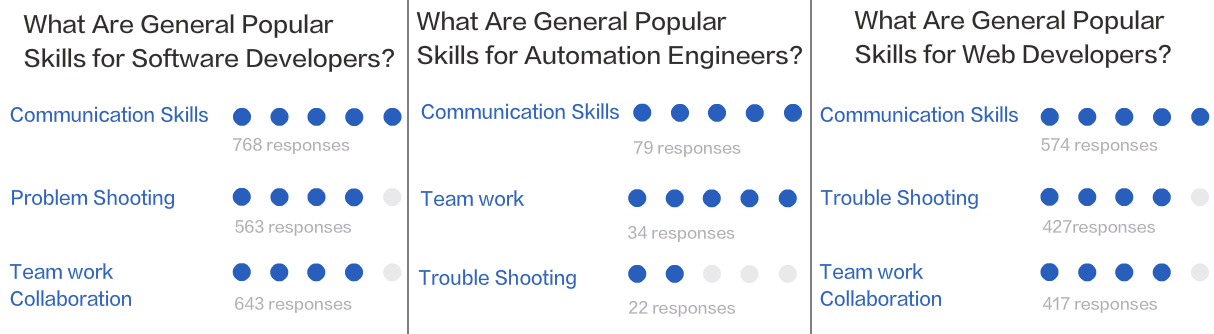 What Are General Popular
Skills for Software Developers?
Communication Skills
768 responses
Problem Shooting
563 responses
Team work
Collaboration
643 responses
What Are General Popular
Skills for Automation Engineers?
Communication Skills
79 responses
Team work
34 responses
Trouble Shooting
22 responses
What Are General Popular
Skills for Web Developers?
Communication Skills
574 responses
Trouble Shooting
427responses
Team work
Collaboration
417 responses